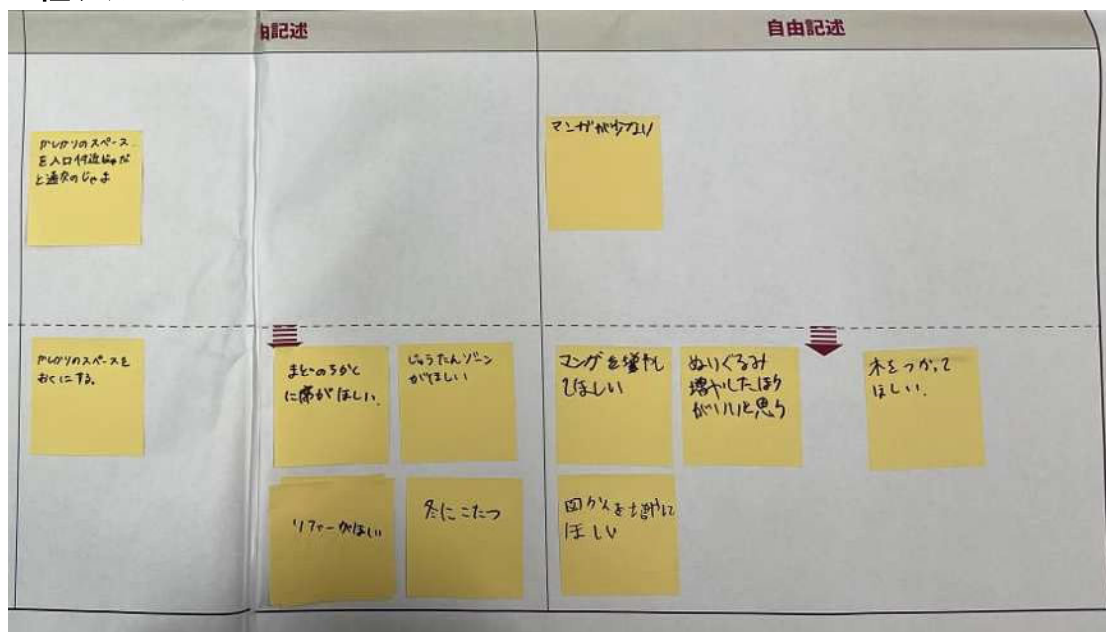 由記述
自由記述
かしかりのスペース
を入口付近じゃだ
と通行のじゃま
マンガが少ない
かしかりのスペースを
おくにする。
まどのちかく
に席がほしい.
じゅうたんゾーン
がほしい
ソファーがほしい
冬にこたつ
マンガを増やし
てほしい
ぬいぐるみ
増やしたほう
がいいと思う
木をつかって
ほしい.
図かんを増やして
ほしい